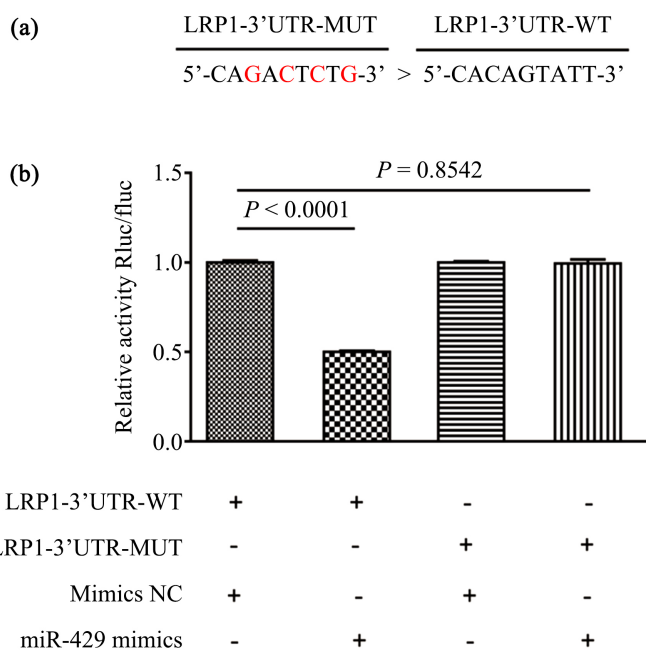 (a)
LRP1-3’UTR-MUT LRP1-3’UTR-WT
5’-CAGACTCTG-3’ > 5’-CACAGTATT-3’
(b)
Relative activity Rluc/fluc
1.5
1.0
0.5
0.0
P = 0.8542
P < 0.0001
LRP1-3’UTR-WT + + - -
LRP1-3’UTR-MUT - - + +
Mimics NC + - + -
miR-429 mimics - + - +